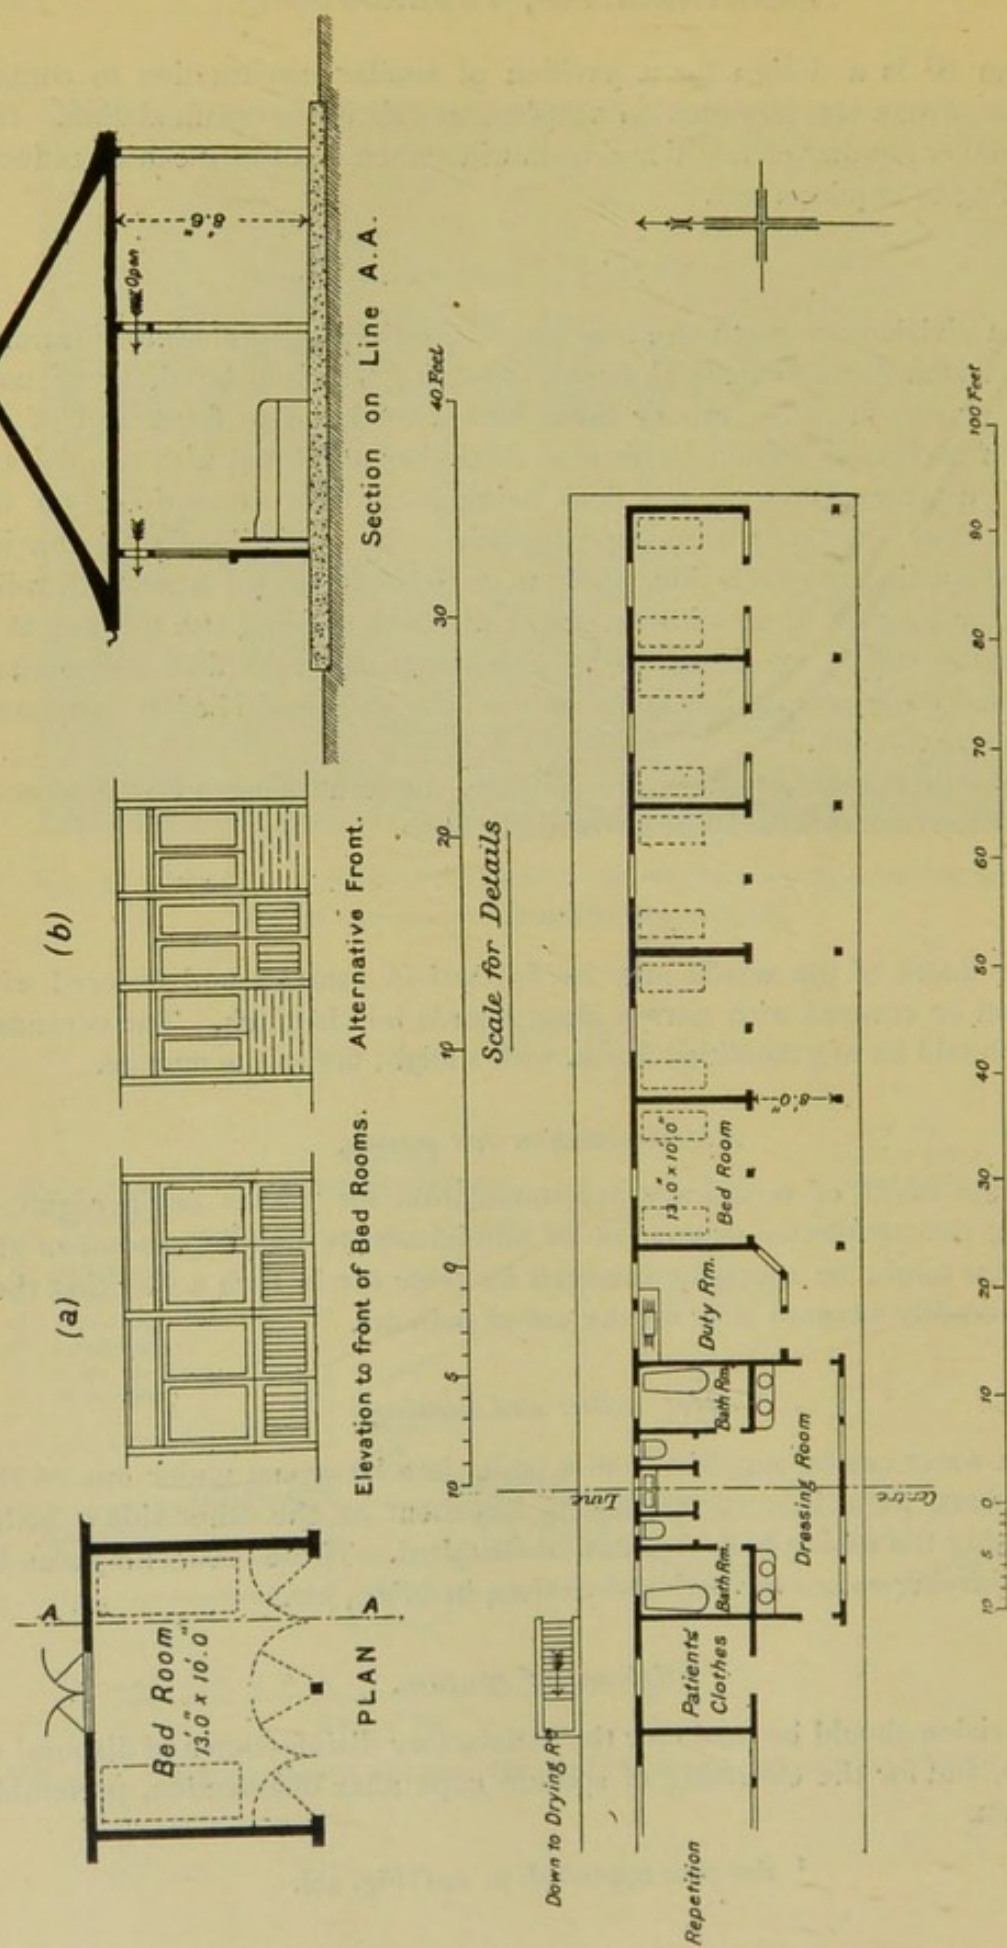 (a)
(b)
A
Bed Room
13'.0" x 10'.0"
A
PLAN
Elevation to front of Bed Rooms.
Alternative Front.
Open
8'.6"
Section on Line A.A.
10 5 0 10 20 30 40 Feet
Scale for Details
Down to Drying Rm
Repetition
Patients' Clothes
Bath Rm.
Bath Rm.
Dressing Room
Line
Centre
Duty Rm.
13'.0" x 10'.0"
Bed Room
8'.0"
N
10 5 0 10 20 30 40 50 60 70 80 90 100 Feet